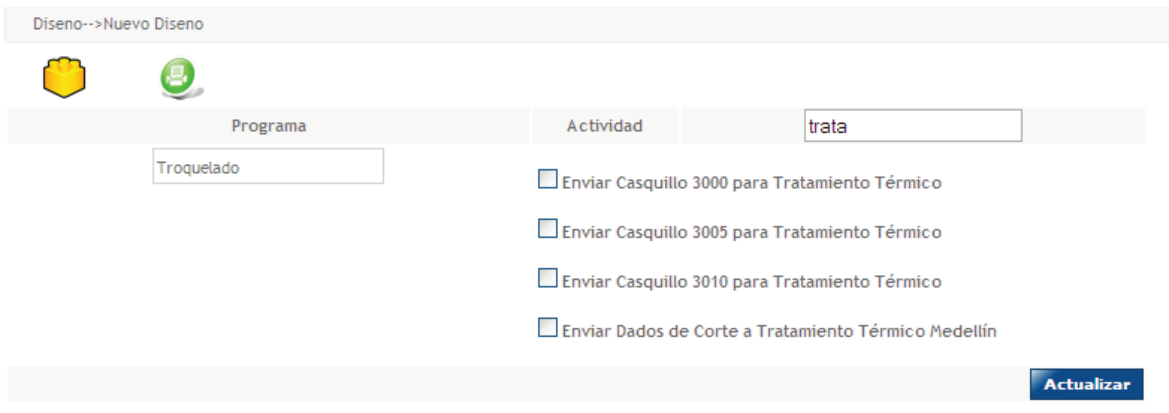 Diseno-->Nuevo Diseno
Programa Actividad trata
Troquelado
Enviar Casquillo 3000 para Tratamiento Térmico
Enviar Casquillo 3005 para Tratamiento Térmico
Enviar Casquillo 3010 para Tratamiento Térmico
Enviar Dados de Corte a Tratamiento Térmico Medellín
Actualizar